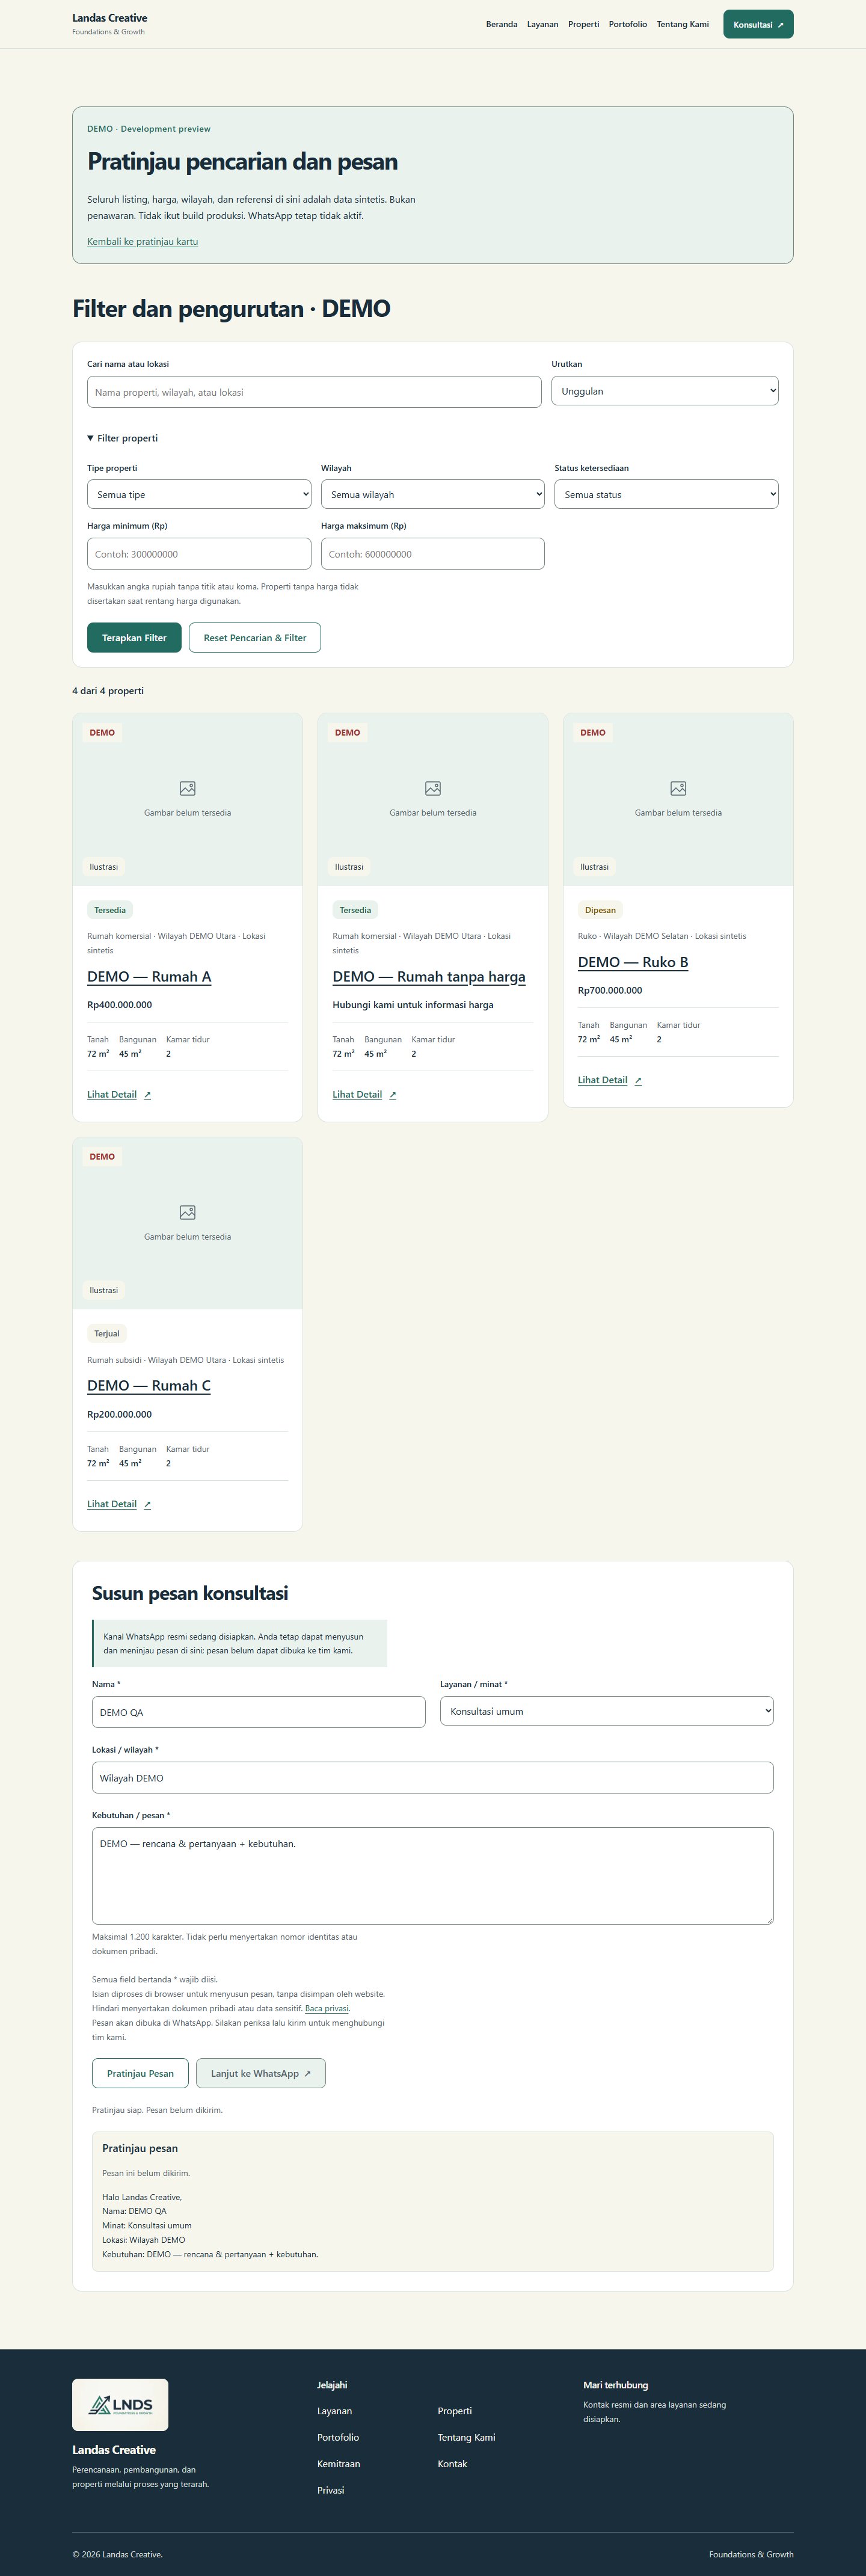 Landas Creative
Foundations & Growth
Beranda Layanan Properti Portofolio Tentang Kami Konsultasi ↗
DEMO · Development preview
Pratinjau pencarian dan pesan
Seluruh listing, harga, wilayah, dan referensi di sini adalah data sintetis. Bukan
penawaran. Tidak ikut build produksi. WhatsApp tetap tidak aktif.
Kembali ke pratinjau kartu
Filter dan pengurutan · DEMO
Cari nama atau lokasi
Nama properti, wilayah, atau lokasi
Urutkan
Unggulan
▼ Filter properti
Tipe properti
Semua tipe
Wilayah
Semua wilayah
Status ketersediaan
Semua status
Harga minimum (Rp)
Contoh: 300000000
Harga maksimum (Rp)
Contoh: 600000000
Masukkan angka rupiah tanpa titik atau koma. Properti tanpa harga tidak
disertakan saat rentang harga digunakan.
Terapkan Filter
Reset Pencarian & Filter
4 dari 4 properti
DEMO
Gambar belum tersedia
Ilustrasi
Tersedia
Rumah komersial · Wilayah DEMO Utara · Lokasi
sintetis
DEMO — Rumah A
Rp400.000.000
Tanah Bangunan Kamar tidur
72 m² 45 m² 2
Lihat Detail ↗
DEMO
Gambar belum tersedia
Ilustrasi
Tersedia
Rumah komersial · Wilayah DEMO Utara · Lokasi
sintetis
DEMO — Rumah tanpa harga
Hubungi kami untuk informasi harga
Tanah Bangunan Kamar tidur
72 m² 45 m² 2
Lihat Detail ↗
DEMO
Gambar belum tersedia
Ilustrasi
Dipesan
Ruko · Wilayah DEMO Selatan · Lokasi sintetis
DEMO — Ruko B
Rp700.000.000
Tanah Bangunan Kamar tidur
72 m² 45 m² 2
Lihat Detail ↗
DEMO
Gambar belum tersedia
Ilustrasi
Terjual
Rumah subsidi · Wilayah DEMO Utara · Lokasi sintetis
DEMO — Rumah C
Rp200.000.000
Tanah Bangunan Kamar tidur
72 m² 45 m² 2
Lihat Detail ↗
Susun pesan konsultasi
Kanal WhatsApp resmi sedang disiapkan. Anda tetap dapat menyusun
dan meninjau pesan di sini; pesan belum dapat dibuka ke tim kami.
Nama *
DEMO QA
Layanan / minat *
Konsultasi umum
Lokasi / wilayah *
Wilayah DEMO
Kebutuhan / pesan *
DEMO — rencana & pertanyaan + kebutuhan.
Maksimal 1.200 karakter. Tidak perlu menyertakan nomor identitas atau
dokumen pribadi.
Semua field bertanda * wajib diisi.
Isian diproses di browser untuk menyusun pesan, tanpa disimpan oleh website.
Hindari menyertakan dokumen pribadi atau data sensitif. Baca privasi.
Pesan akan dibuka di WhatsApp. Silakan periksa lalu kirim untuk menghubungi
tim kami.
Pratinjau Pesan
Lanjut ke WhatsApp ↗
Pratinjau siap. Pesan belum dikirim.
Pratinjau pesan
Pesan ini belum dikirim.
Halo Landas Creative,
Nama: DEMO QA
Minat: Konsultasi umum
Lokasi: Wilayah DEMO
Kebutuhan: DEMO — rencana & pertanyaan + kebutuhan.
LNDS
Landas Creative
Perencanaan, pembangunan, dan
properti melalui proses yang terarah.
Jelajahi
Layanan Properti
Portofolio Tentang Kami
Kemitraan Kontak
Privasi
Mari terhubung
Kontak resmi dan area layanan sedang
disiapkan.
© 2026 Landas Creative.
Foundations & Growth